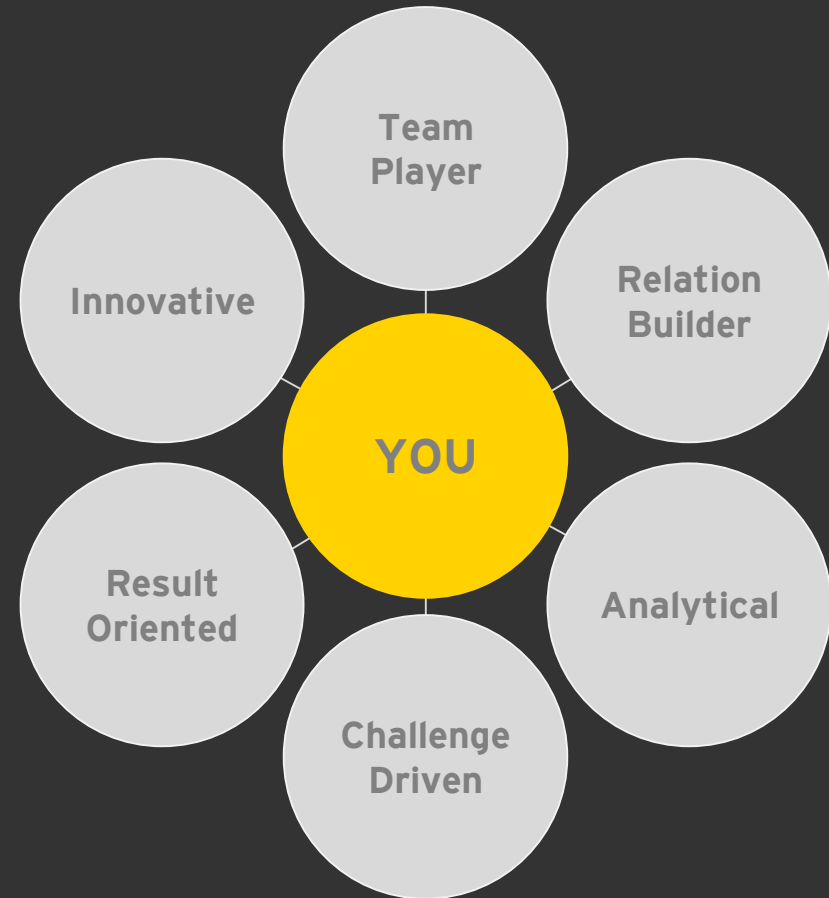 Team
Player
Relation
Builder
Innovative
YOU
Result
Oriented
Analytical
Challenge
Driven